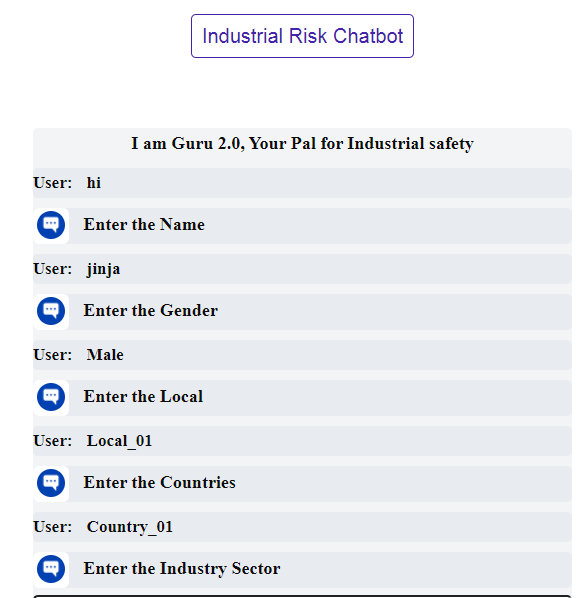 Industrial Risk Chatbot
I am Guru 2.0, Your Pal for Industrial safety
User: hi
Enter the Name
User: jinja
Enter the Gender
User: Male
Enter the Local
User: Local_01
Enter the Countries
User: Country_01
Enter the Industry Sector